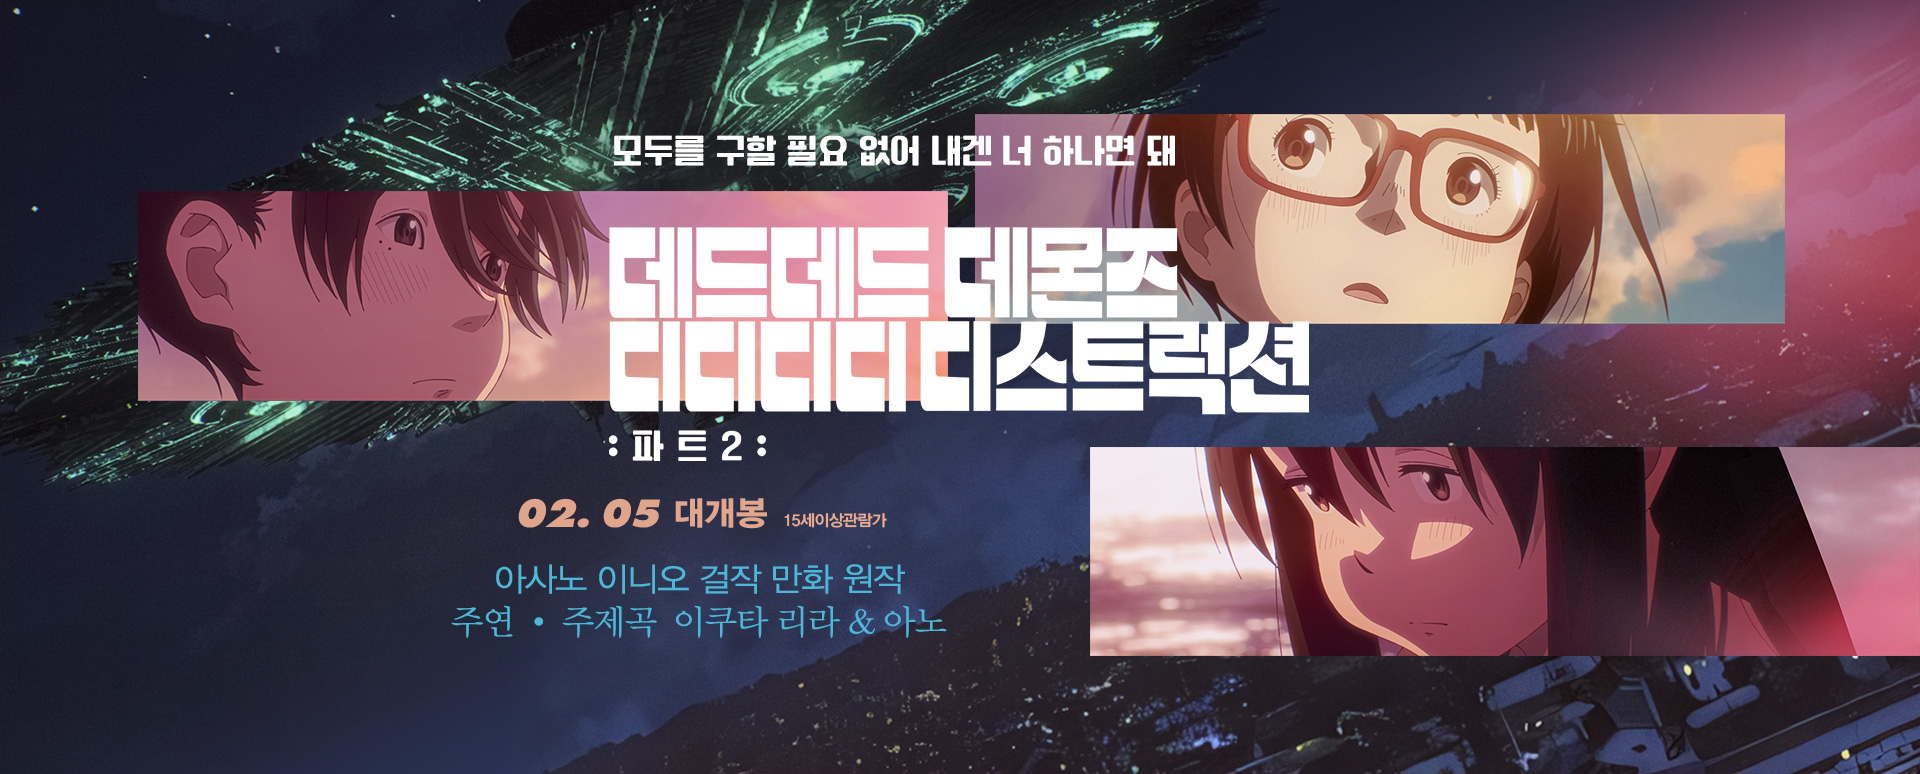 모두를 구할 필요 없어 내겐 너 하나면 돼
데드데드 데몬즈
디디디디 디스트럭션
: 파트2 :
02. 05 대개봉 15세이상관람가
아사노 이니오 걸작 만화 원작
주연 • 주제곡 이쿠타 리라 & 아노